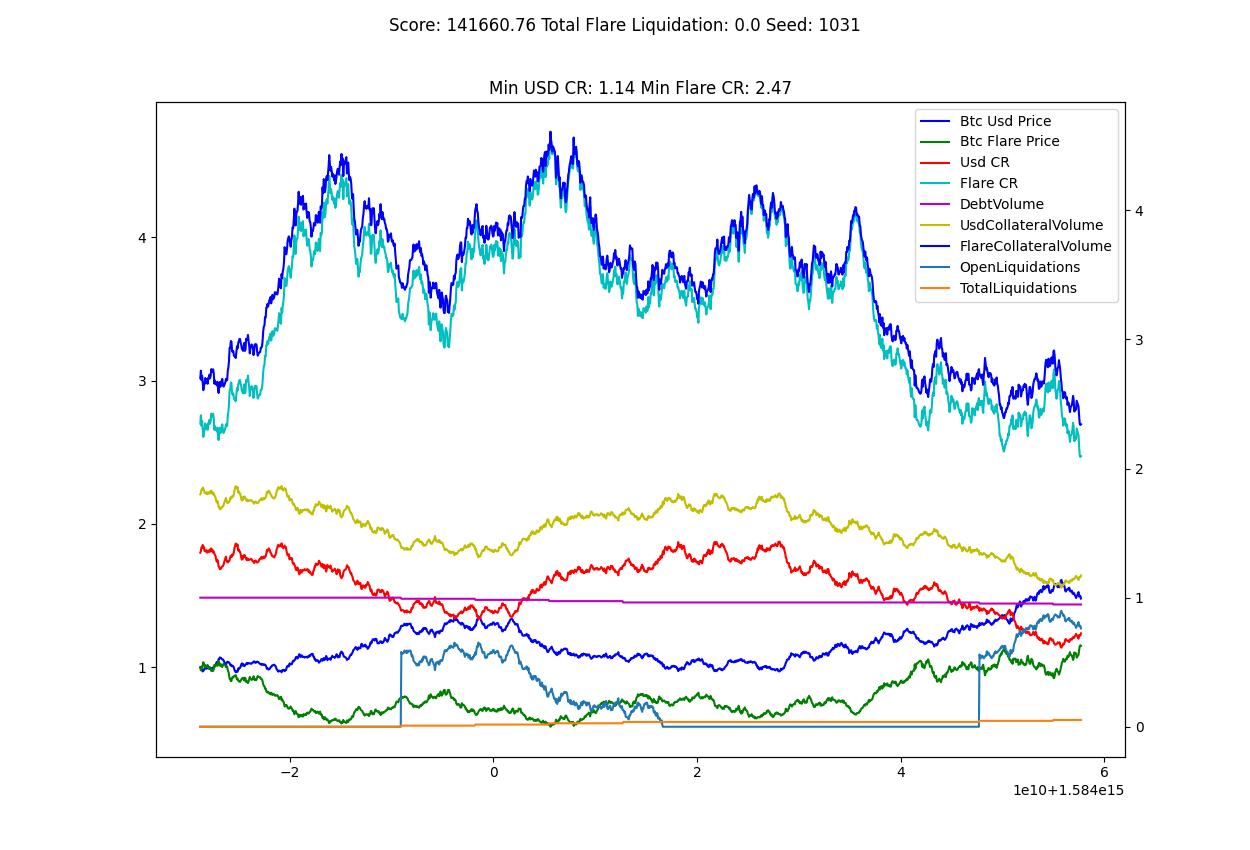 Score: 141660.76 Total Flare Liquidation: 0.0 Seed: 1031
Min USD CR: 1.14 Min Flare CR: 2.47
Btc Usd Price
Btc Flare Price
Usd CR
Flare CR
DebtVolume
UsdCollateralVolume
FlareCollateralVolume
OpenLiquidations
TotalLiquidations
4
3
2
1
4
3
2
1
0
−2
0
2
4
6
1e10+1.584e15